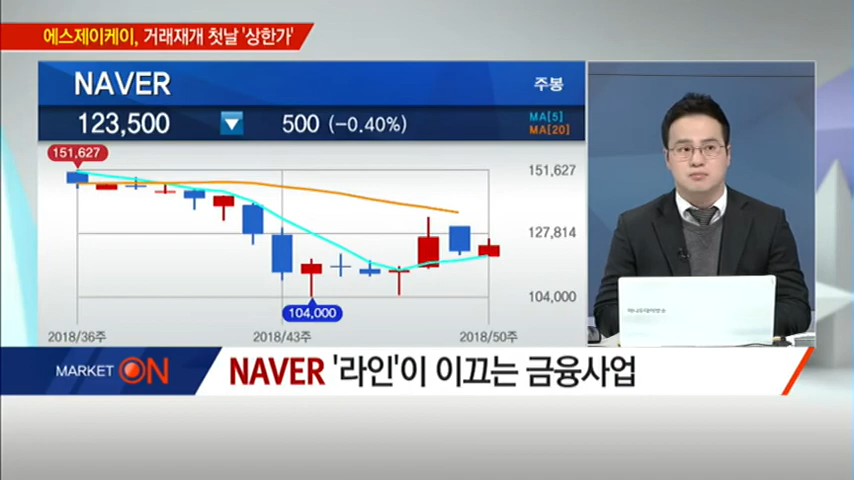 에스제이케이, 거래재개 첫날 '상한가'
NAVER
주봉
123,500 ▼ 500 (-0.40%)
MA[5]
MA[20]
151,627
151,627
127,814
104,000
104,000
2018/36주
2018/43주
2018/50주
MARKET ON
NAVER '라인'이 이끄는 금융사업